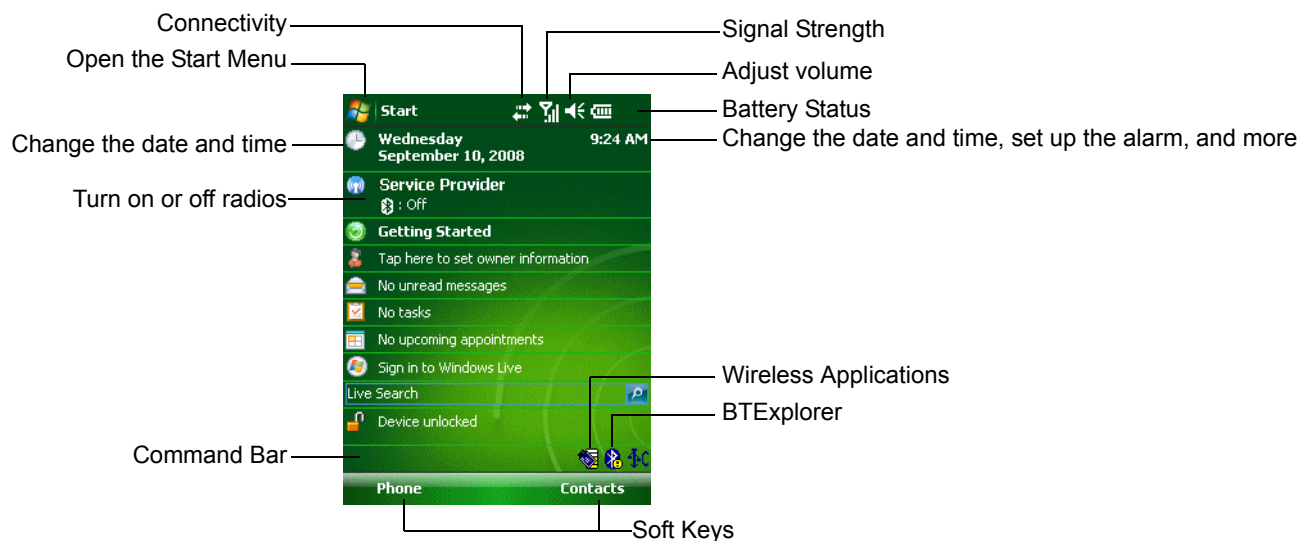 Connectivity
Signal Strength
Open the Start Menu
Adjust volume
Start
Battery Status
Change the date and time
Wednesday
9:24 AM
September 10, 2008
Change the date and time, set up the alarm, and more
Turn on or off radios
Service Provider
: Off
Getting Started
Tap here to set owner information
No unread messages
No tasks
No upcoming appointments
Sign in to Windows Live
Live Search
Device unlocked
Wireless Applications
BTExplorer
Command Bar
Phone
Contacts
Soft Keys